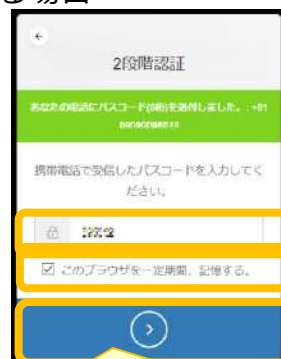 2段階認証
あなたの電話にパスコード(6桁)を送付しました。: +81
携帯電話で受信したパスコードを入力してく
ださい。
このブラウザを一定期間、記憶する。